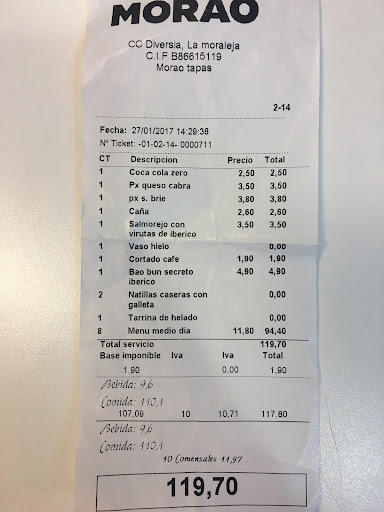 MORAO
CC Diversia, La moraleja
C.I.F B86615119
Morao tapas
2-14
Fecha: 27/01/2017 14:29:38
Nº Ticket: -01-02-14- 0000711
CT Descripcion Precio Total
1 Coca cola zero 2,50 2,50
1 Px queso cabra 3,50 3,50
1 px s. brie 3,80 3,80
1 Caña 2,60 2,60
1 Salmorejo con 3,50 3,50
virutas de iberico
1 Vaso hielo 0,00
1 Cortado cafe 1,90 1,90
1 Bao bun secreto 4,90 4,90
iberico
2 Natillas caseras con 0,00
galleta
1 Tarrina de helado 0,00
8 Menu medio dia 11,80 94,40
Total servicio 119,70
Base imponible Iva Iva Total
1,90 0,00 1,90
Bebida: 9,6
Comida: 110,1
107,09 10 10,71 117,80
Bebida: 9,6
Comida: 110,1
10 Comensales 11,97
119,70